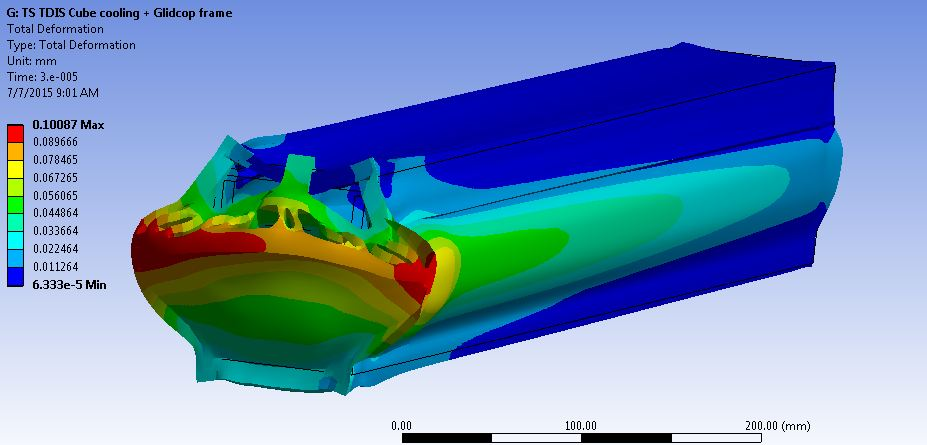 G: TS TDIS Cube cooling + Glidcop frame
Total Deformation
Type: Total Deformation
Unit: mm
Time: 3.e-005
7/7/2015 9:01 AM
0.10087 Max
0.089666
0.078465
0.067265
0.056065
0.044864
0.033664
0.022464
0.011264
6.333e-5 Min
0.00 100.00 200.00 (mm)